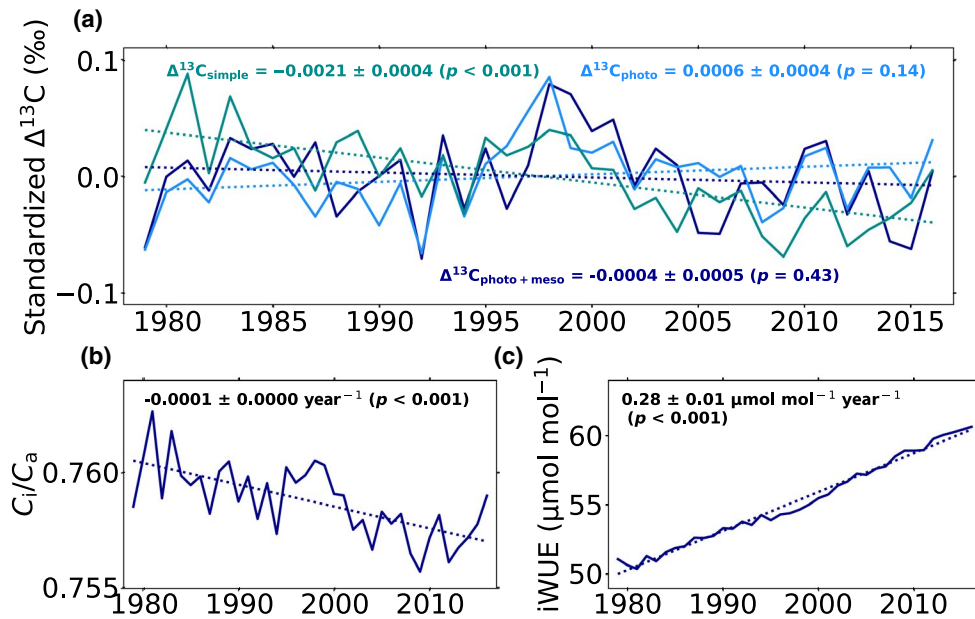 (a)
Standardized Δ¹³C (‰)
0.1
0.0
−0.1
Δ¹³Csimple = −0.0021 ± 0.0004 (p < 0.001)
Δ¹³Cphoto = 0.0006 ± 0.0004 (p = 0.14)
Δ¹³Cphoto + meso = -0.0004 ± 0.0005 (p = 0.43)
1980 1985 1990 1995 2000 2005 2010 2015
(b)
Ci/Ca
0.760
0.755
-0.0001 ± 0.0000 year⁻¹ (p < 0.001)
1980 1990 2000 2010
(c)
iWUE (μmol mol⁻¹)
60
55
50
0.28 ± 0.01 μmol mol⁻¹ year⁻¹
(p < 0.001)
1980 1990 2000 2010